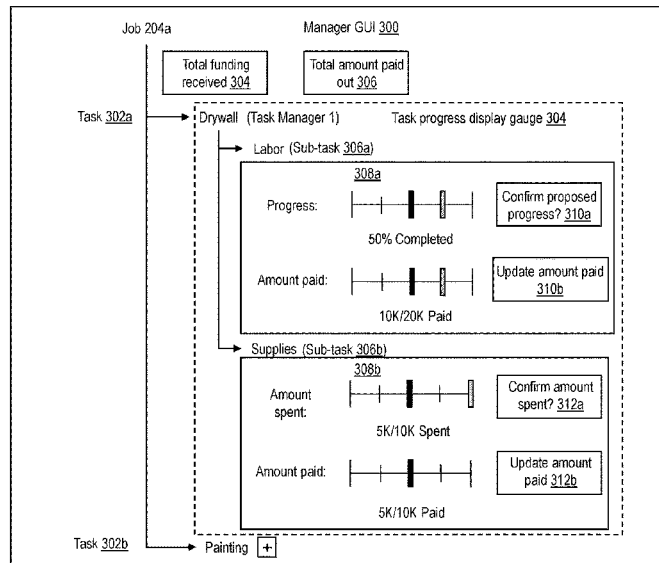 Job 204a
Manager GUI 300
Total funding
received 304
Total amount paid
out 306
Task 302a
Drywall (Task Manager 1)
Task progress display gauge 304
Labor (Sub-task 306a)
308a
Progress:
Confirm proposed
progress? 310a
50% Completed
Amount paid:
Update amount paid
310b
10K/20K Paid
Supplies (Sub-task 306b)
308b
Amount
spent:
Confirm amount
spent? 312a
5K/10K Spent
Amount paid:
Update amount
paid 312b
5K/10K Paid
Task 302b
Painting +